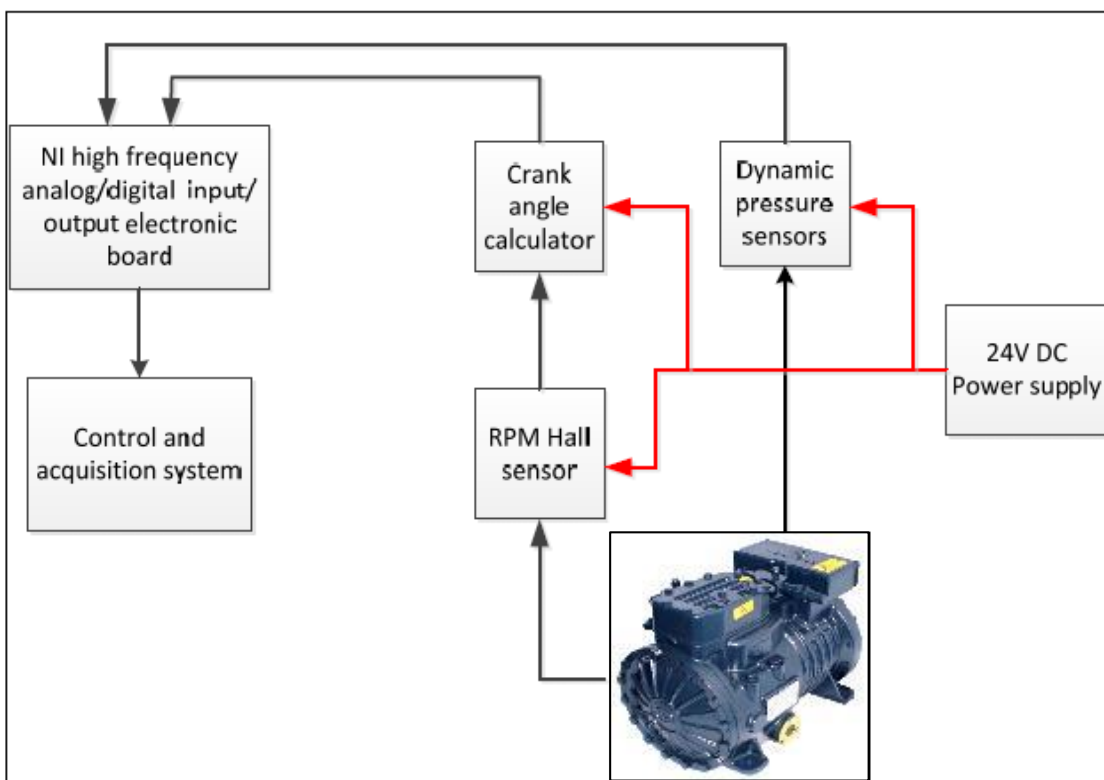 NI high frequency
analog/digital input/
output electronic
board
Crank
angle
calculator
Dynamic
pressure
sensors
24V DC
Power supply
Control and
acquisition system
RPM Hall
sensor